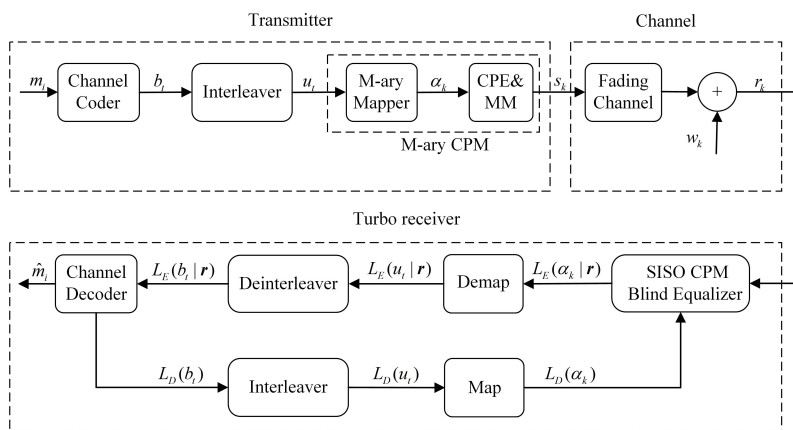 Transmitter
Channel
m_i
Channel
Coder
b_t
Interleaver
u_t
M-ary
Mapper
α_k
CPE&
MM
s_k
Fading
Channel
+
r_k
w_k
M-ary CPM
Turbo receiver
m̂_i
Channel
Decoder
L_E(b_t | r)
Deinterleaver
L_E(u_t | r)
Demap
L_E(α_k | r)
SISO CPM
Blind Equalizer
L_D(b_t)
Interleaver
L_D(u_t)
Map
L_D(α_k)